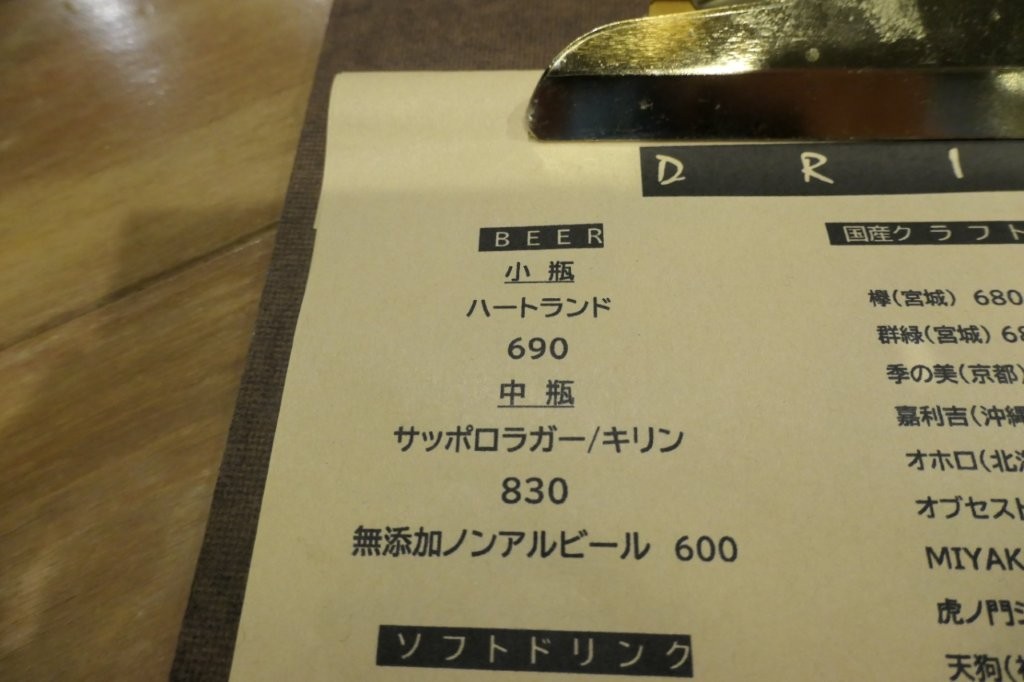 D R I
BEER
小 瓶
ハートランド
690
中 瓶
サッポロラガー/キリン
830
無添加ノンアルビール 600
ソフトドリンク
国産クラフト
欅(宮城) 680
群緑(宮城)
季の美(京都)
嘉利吉(沖縄
オホロ(北海
オブセスト
MIYAK
虎ノ門ジ
天狗(